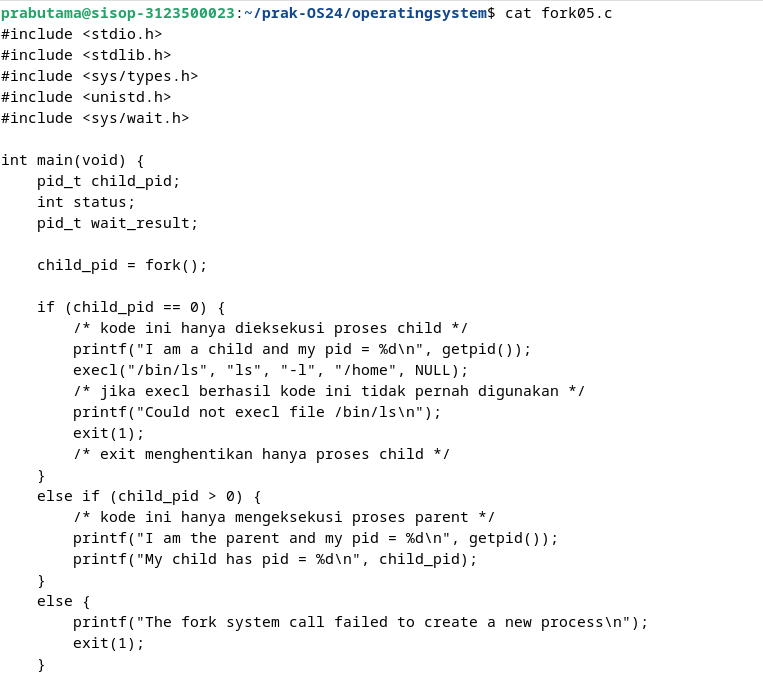 prabutama@sisop-3123500023:~/prak-OS24/operatingsystem$ cat fork05.c
#include <stdio.h>
#include <stdlib.h>
#include <sys/types.h>
#include <unistd.h>
#include <sys/wait.h>

int main(void) {
    pid_t child_pid;
    int status;
    pid_t wait_result;

    child_pid = fork();

    if (child_pid == 0) {
        /* kode ini hanya dieksekusi proses child */
        printf("I am a child and my pid = %d\n", getpid());
        execl("/bin/ls", "ls", "-l", "/home", NULL);
        /* jika execl berhasil kode ini tidak pernah digunakan */
        printf("Could not execl file /bin/ls\n");
        exit(1);
        /* exit menghentikan hanya proses child */
    }
    else if (child_pid > 0) {
        /* kode ini hanya mengeksekusi proses parent */
        printf("I am the parent and my pid = %d\n", getpid());
        printf("My child has pid = %d\n", child_pid);
    }
    else {
        printf("The fork system call failed to create a new process\n");
        exit(1);
    }